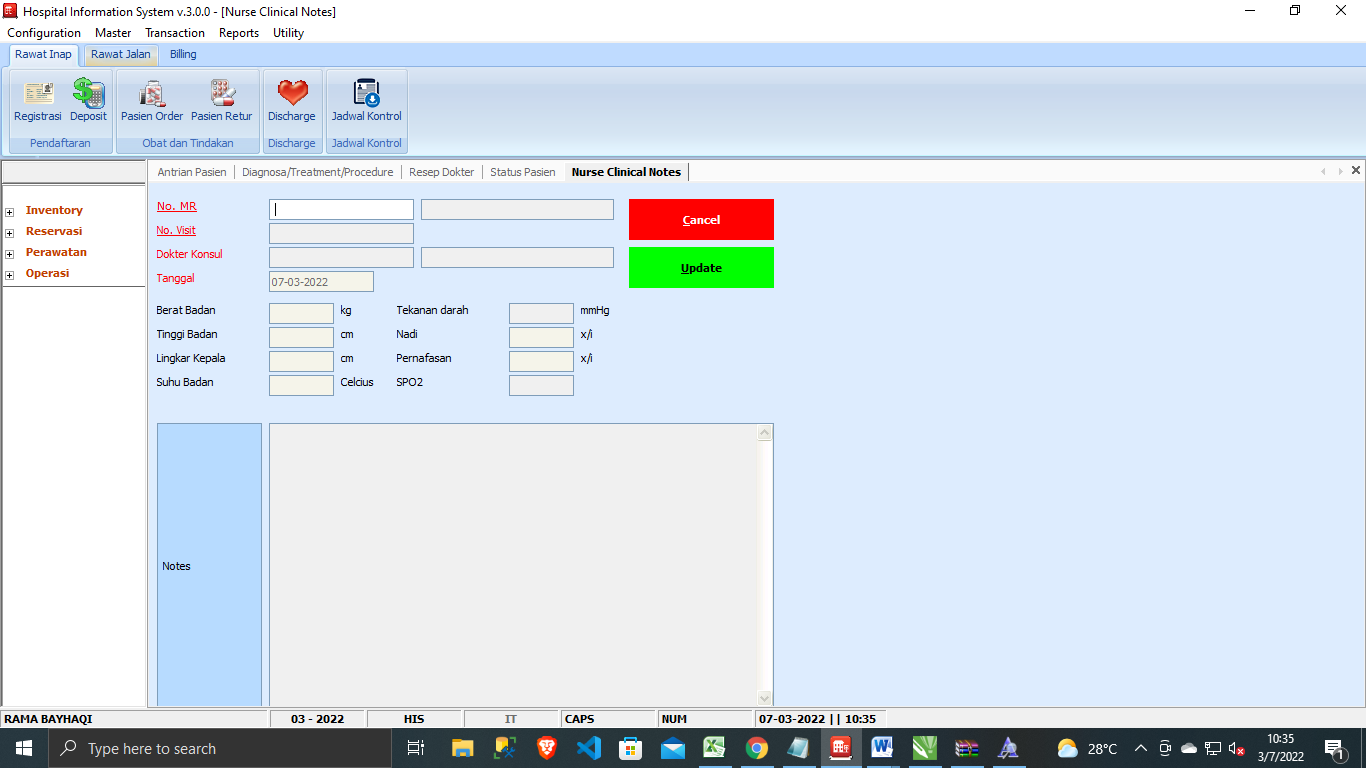 Hospital Information System v.3.0.0 - [Nurse Clinical Notes]
Configuration Master Transaction Reports Utility
Rawat Inap Rawat Jalan Billing
Registrasi Deposit Pasien Order Pasien Retur Discharge Jadwal Kontrol
Pendaftaran Obat dan Tindakan Discharge Jadwal Kontrol
Antrian Pasien Diagnosa/Treatment/Procedure Resep Dokter Status Pasien Nurse Clinical Notes
Inventory
Reservasi
Perawatan
Operasi
No. MR
Cancel
No. Visit
Dokter Konsul
Update
Tanggal 07-03-2022
Berat Badan kg Tekanan darah mmHg
Tinggi Badan cm Nadi x/i
Lingkar Kepala cm Pernafasan x/i
Suhu Badan Celcius SPO2
Notes
RAMA BAYHAQI 03 - 2022 HIS IT CAPS NUM 07-03-2022 || 10:35
Type here to search
28°C
10:35
3/7/2022
1